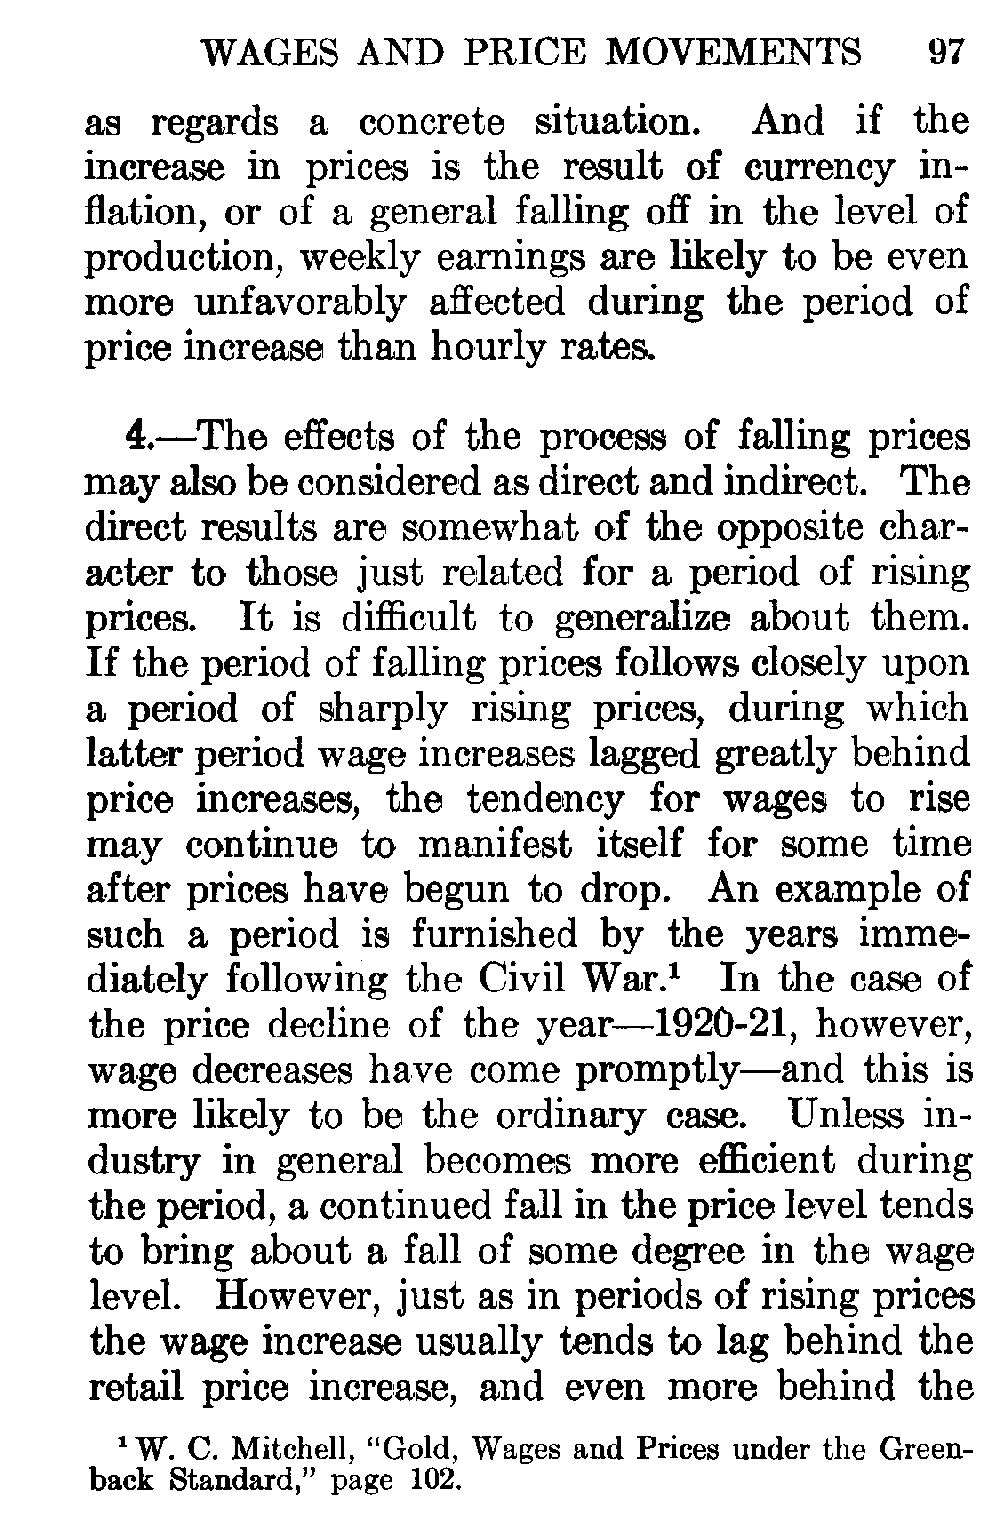 WAGES AND PRICE MOVEMENTS 97
as regards a concrete situation. And if the
increase in prices is the result of currency in-
flation, or of a general falling off in the level of
production, weekly earnings are likely to be even
more unfavorably affected during the period of
price increase than hourly rates.
4.—The effects of the process of falling prices
may also be considered as direct and indirect. The
direct results are somewhat of the opposite char-
acter to those just related for a period of rising
prices. It is difficult to generalize about them.
If the period of falling prices follows closely upon
a period of sharply rising prices, during which
latter period wage increases lagged greatly behind
price increases, the tendency for wages to rise
may continue to manifest itself for some time
after prices have begun to drop. An example of
such a period is furnished by the years imme-
diately following the Civil War.¹ In the case of
the price decline of the year—1920-21, however,
wage decreases have come promptly—and this is
more likely to be the ordinary case. Unless in-
dustry in general becomes more efficient during
the period, a continued fall in the price level tends
to bring about a fall of some degree in the wage
level. However, just as in periods of rising prices
the wage increase usually tends to lag behind the
retail price increase, and even more behind the
¹ W. C. Mitchell, "Gold, Wages and Prices under the Green-
back Standard," page 102.